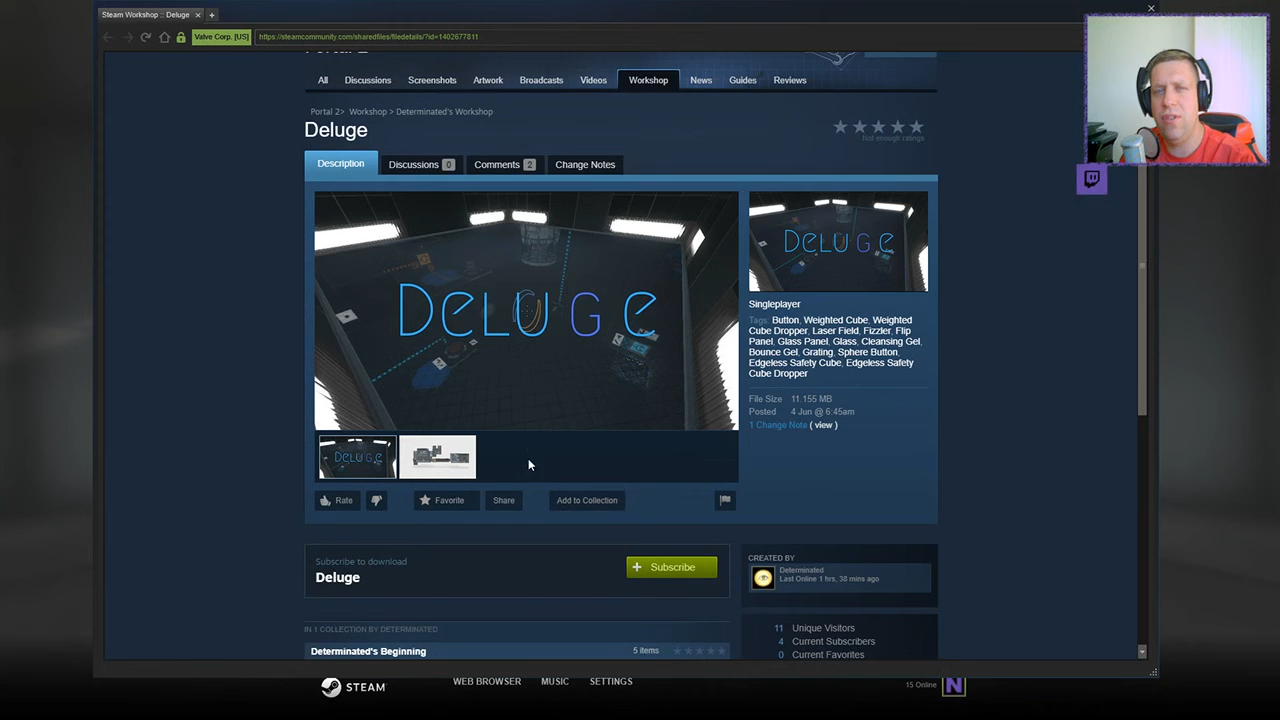 Steam Workshop :: Deluge × +
Valve Corp. [US] https://steamcommunity.com/sharedfiles/filedetails/?id=1402677811
All Discussions Screenshots Artwork Broadcasts Videos Workshop News Guides Reviews
Portal 2> Workshop > Determinated's Workshop
Deluge
Not enough ratings
Description Discussions 0 Comments 2 Change Notes
DeLUGe
DeLUGe
DeLUGe
Singleplayer
Tags: Button, Weighted Cube, Weighted
Cube Dropper, Laser Field, Fizzler, Flip
Panel, Glass Panel, Glass, Cleansing Gel,
Bounce Gel, Grating, Sphere Button,
Edgeless Safety Cube, Edgeless Safety
Cube Dropper
File Size 11.155 MB
Posted 4 Jun @ 6:45am
1 Change Note ( view )
Rate Favorite Share Add to Collection
Subscribe to download
Deluge
+ Subscribe
CREATED BY
Determinated
Last Online 1 hrs, 38 mins ago
11 Unique Visitors
4 Current Subscribers
0 Current Favorites
IN 1 COLLECTION BY DETERMINATED
Determinated's Beginning 5 items
STEAM WEB BROWSER MUSIC SETTINGS 15 Online N